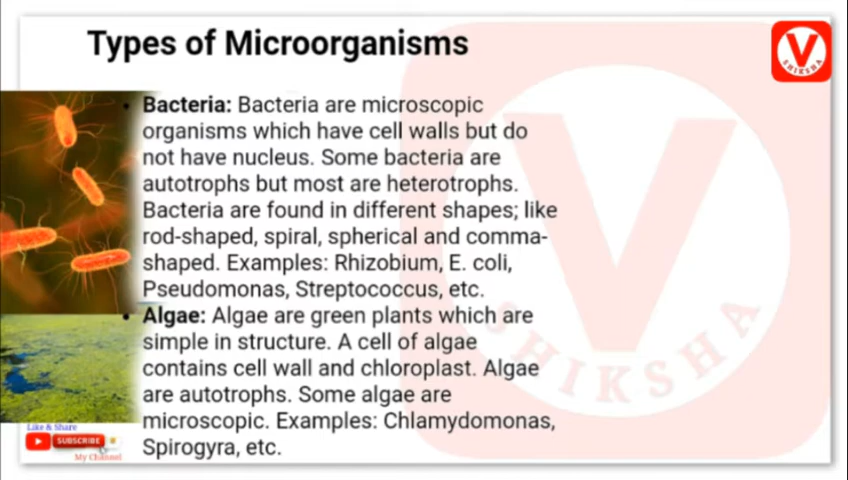 Types of Microorganisms
V
SHIKSHA
• Bacteria: Bacteria are microscopic
organisms which have cell walls but do
not have nucleus. Some bacteria are
autotrophs but most are heterotrophs.
Bacteria are found in different shapes; like
rod-shaped, spiral, spherical and comma-
shaped. Examples: Rhizobium, E. coli,
Pseudomonas, Streptococcus, etc.
• Algae: Algae are green plants which are
simple in structure. A cell of algae
contains cell wall and chloroplast. Algae
are autotrophs. Some algae are
microscopic. Examples: Chlamydomonas,
Spirogyra, etc.
V
SHIKSHA
Like & Share
SUBSCRIBE
My Channel